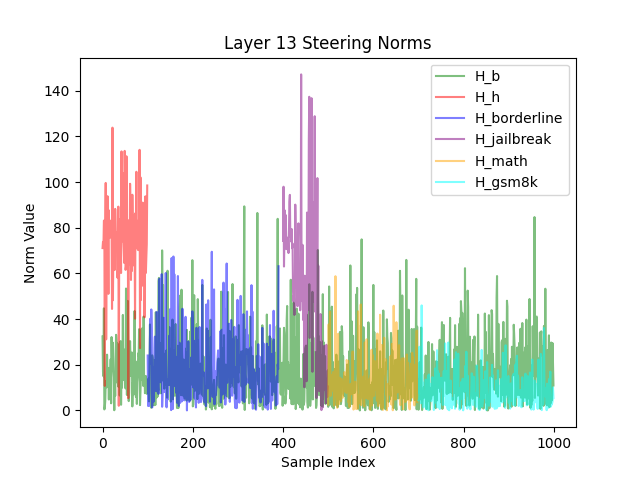 Layer 13 Steering Norms
Norm Value
140
120
100
80
60
40
20
0
H_b
H_h
H_borderline
H_jailbreak
H_math
H_gsm8k
0
200
400
600
800
1000
Sample Index